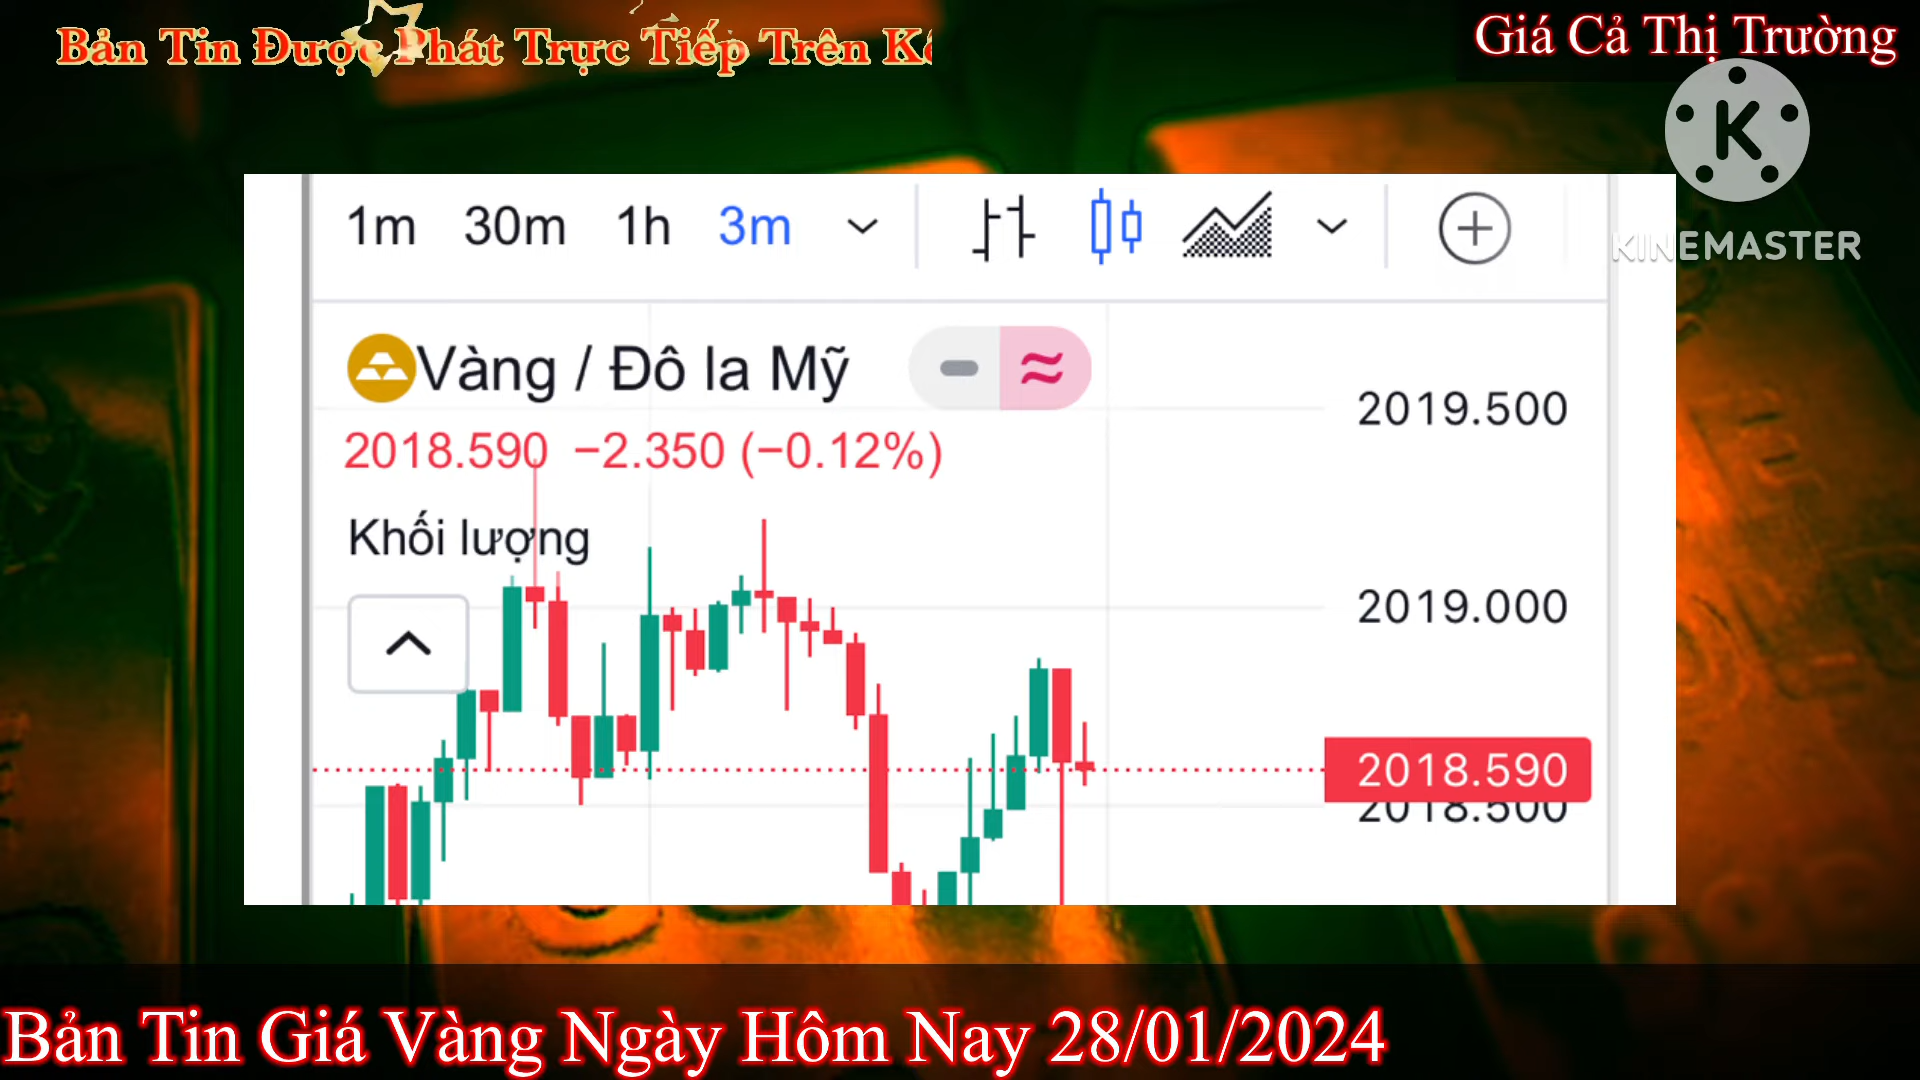 Bản Tin Được Phát Trực Tiếp Trên
Giá Cả Thị Trường
K
KINEMASTER
1m 30m 1h 3m
Vàng / Đô la Mỹ
2018.590 −2.350 (−0.12%)
Khối lượng
2019.500
2019.000
2018.590
2018.500
Bản Tin Giá Vàng Ngày Hôm Nay 28/01/2024